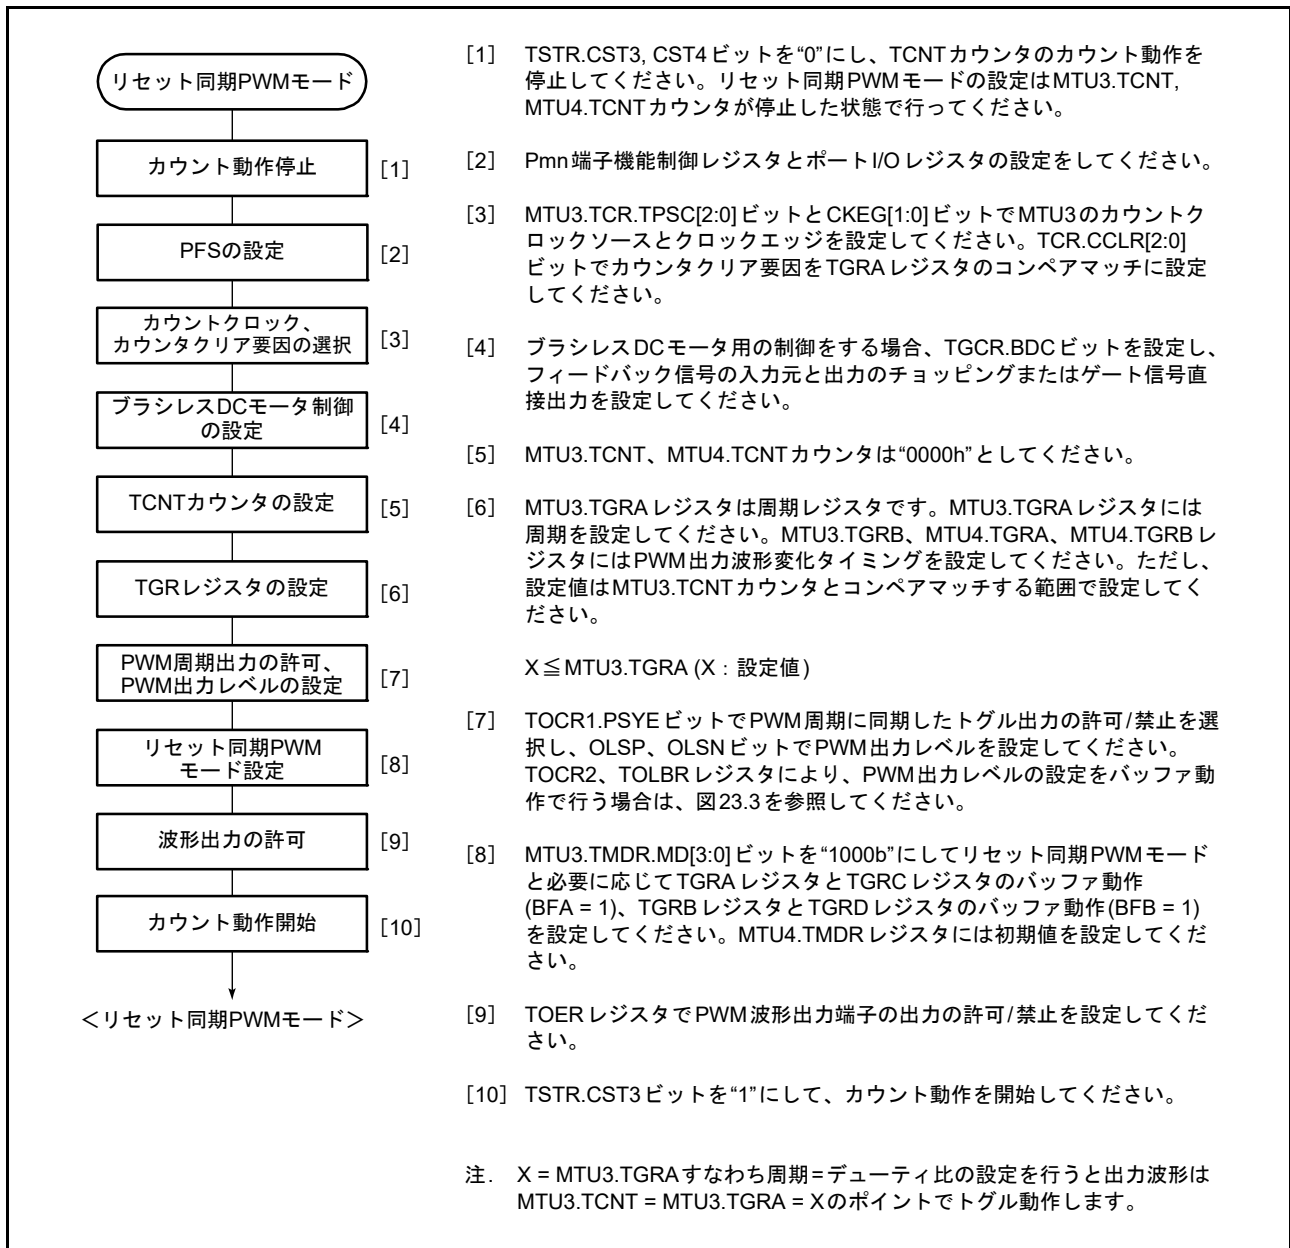 リセット同期PWMモード
カウント動作停止 [1]
PFSの設定 [2]
カウントクロック、
カウンタクリア要因の選択 [3]
ブラシレスDCモータ制御
の設定 [4]
TCNTカウンタの設定 [5]
TGRレジスタの設定 [6]
PWM周期出力の許可、
PWM出力レベルの設定 [7]
リセット同期PWM
モード設定 [8]
波形出力の許可 [9]
カウント動作開始 [10]
<リセット同期PWMモード>
[1] TSTR.CST3, CST4ビットを“0”にし、TCNTカウンタのカウント動作を
停止してください。リセット同期PWMモードの設定はMTU3.TCNT,
MTU4.TCNTカウンタが停止した状態で行ってください。
[2] Pmn端子機能制御レジスタとポートI/Oレジスタの設定をしてください。
[3] MTU3.TCR.TPSC[2:0]ビットとCKEG[1:0]ビットでMTU3のカウントク
ロックソースとクロックエッジを設定してください。TCR.CCLR[2:0]
ビットでカウンタクリア要因をTGRAレジスタのコンペアマッチに設定
してください。
[4] ブラシレスDCモータ用の制御をする場合、TGCR.BDCビットを設定し、
フィードバック信号の入力元と出力のチョッピングまたはゲート信号直
接出力を設定してください。
[5] MTU3.TCNT、MTU4.TCNTカウンタは“0000h”としてください。
[6] MTU3.TGRAレジスタは周期レジスタです。MTU3.TGRAレジスタには
周期を設定してください。MTU3.TGRB、MTU4.TGRA、MTU4.TGRBレ
ジスタにはPWM出力波形変化タイミングを設定してください。ただし、
設定値はMTU3.TCNTカウンタとコンペアマッチする範囲で設定してく
ださい。
X≦MTU3.TGRA (X：設定値)
[7] TOCR1.PSYEビットでPWM周期に同期したトグル出力の許可/禁止を選
択し、OLSP、OLSNビットでPWM出力レベルを設定してください。
TOCR2、TOLBRレジスタにより、PWM出力レベルの設定をバッファ動
作で行う場合は、図23.3を参照してください。
[8] MTU3.TMDR.MD[3:0]ビットを“1000b”にしてリセット同期PWMモード
と必要に応じてTGRAレジスタとTGRCレジスタのバッファ動作
(BFA = 1)、TGRBレジスタとTGRDレジスタのバッファ動作(BFB = 1)
を設定してください。MTU4.TMDRレジスタには初期値を設定してくだ
さい。
[9] TOERレジスタでPWM波形出力端子の出力の許可/禁止を設定してくだ
さい。
[10] TSTR.CST3ビットを“1”にして、カウント動作を開始してください。
注. X = MTU3.TGRAすなわち周期=デューティ比の設定を行うと出力波形は
MTU3.TCNT = MTU3.TGRA = Xのポイントでトグル動作します。